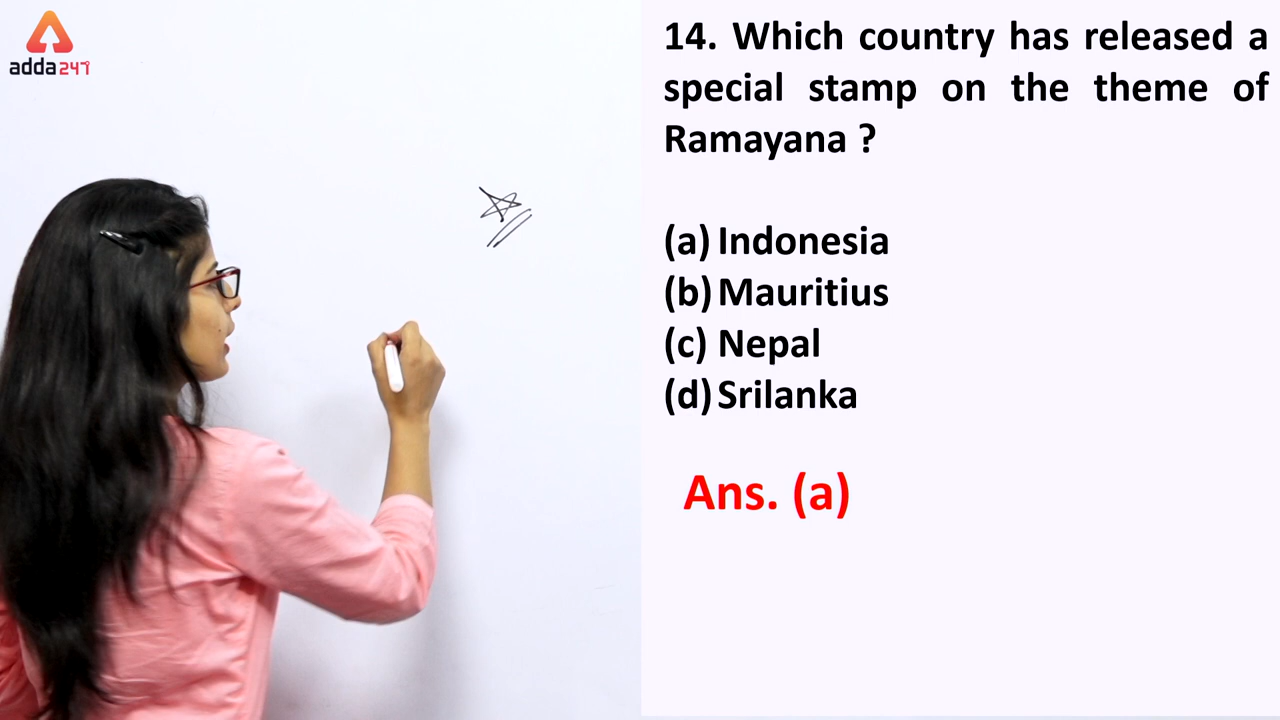 adda247
14. Which country has released a
special stamp on the theme of
Ramayana ?
(a) Indonesia
(b) Mauritius
(c) Nepal
(d) Srilanka
Ans. (a)